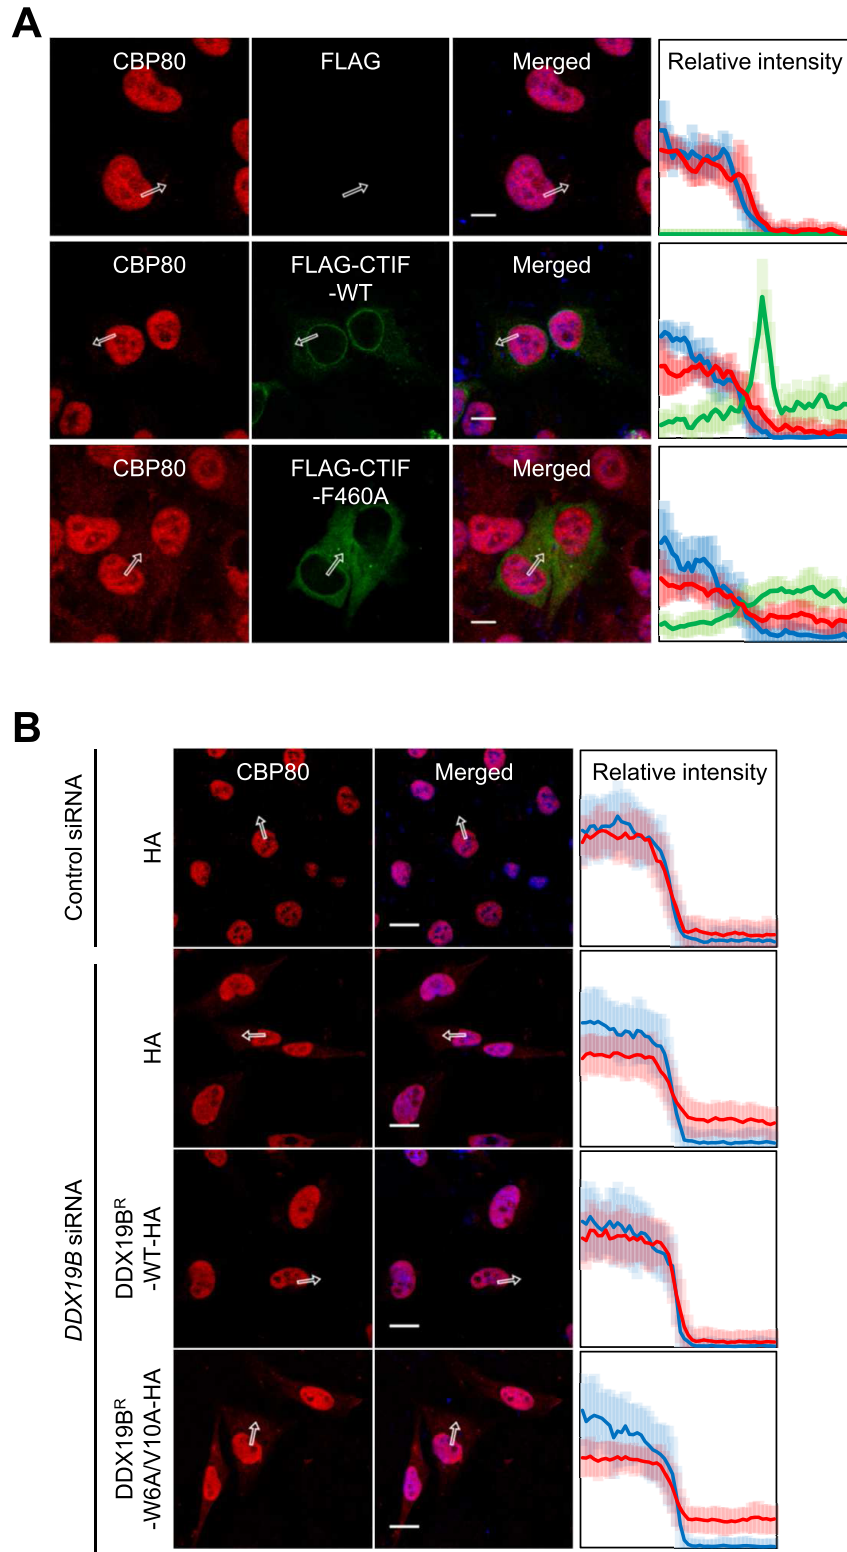 A
CBP80 FLAG Merged Relative intensity
CBP80 FLAG-CTIF Merged
-WT
CBP80 FLAG-CTIF Merged
-F460A
B
Control siRNA
HA
CBP80 Merged Relative intensity
DDX19B siRNA
HA
DDX19Bᴿ
-WT-HA
DDX19Bᴿ
-W6A/V10A-HA